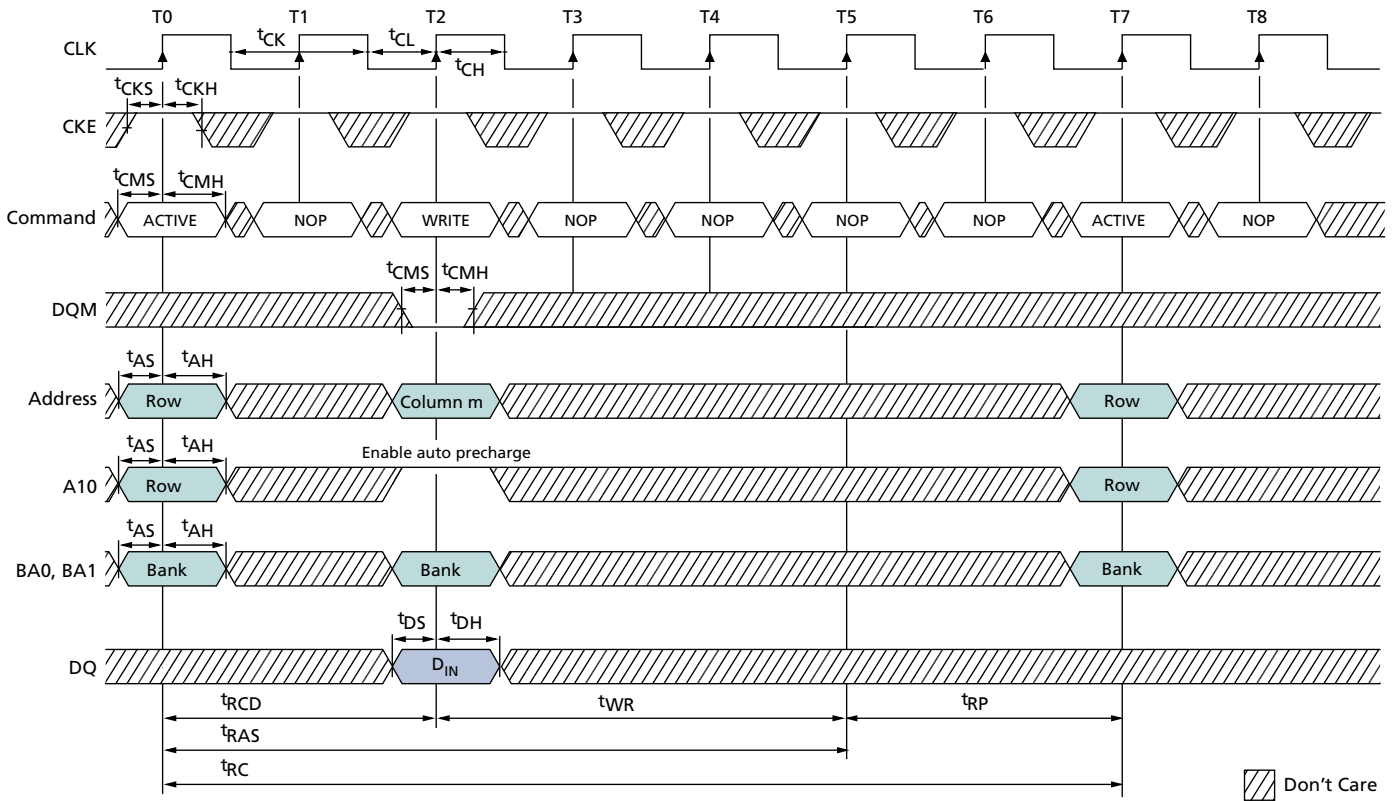 T0 T1 T2 T3 T4 T5 T6 T7 T8
CLK
tCK tCL
tCH
tCKS tCKH
CKE
tCMS tCMH
Command ACTIVE NOP WRITE NOP NOP NOP NOP ACTIVE NOP
tCMS tCMH
DQM
tAS tAH
Address Row Column m Row
tAS tAH
Enable auto precharge
A10 Row Row
tAS tAH
BA0, BA1 Bank Bank Bank
tDS tDH
DQ DIN
tRCD tWR tRP
tRAS
tRC
Don't Care